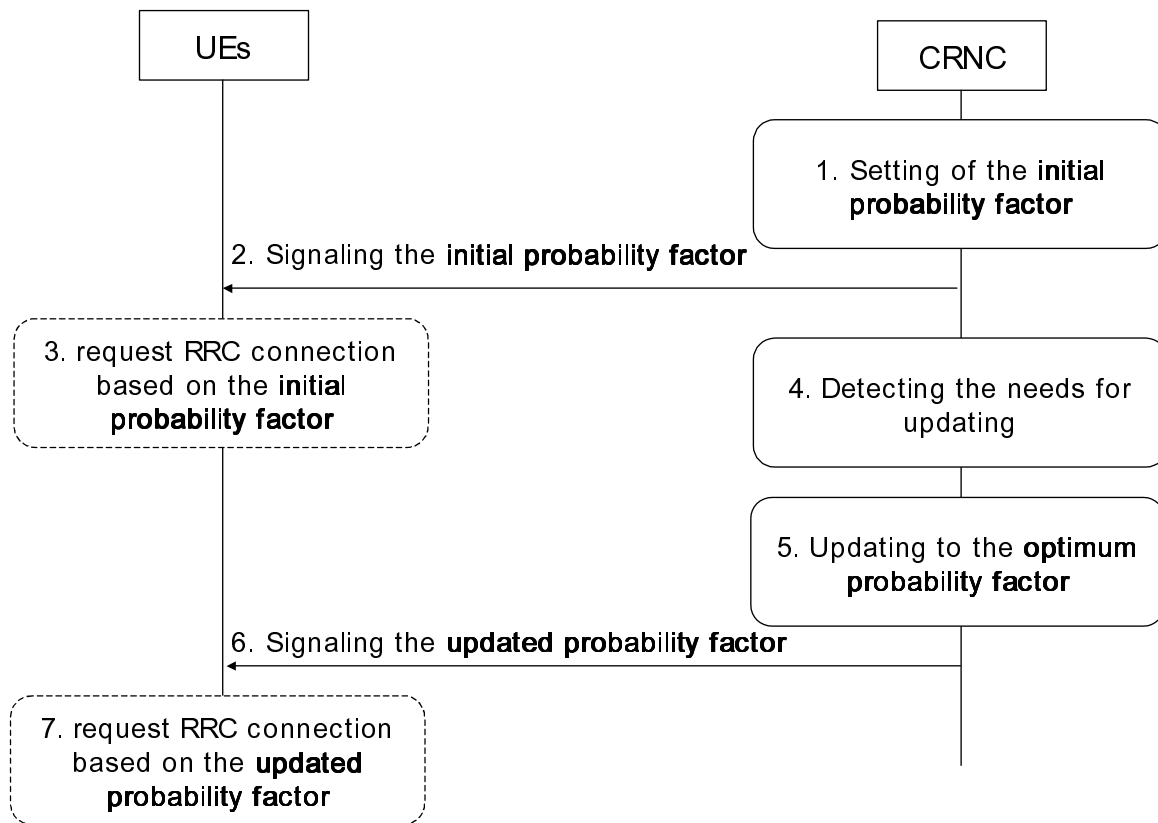 UEs
CRNC
1. Setting of the initial
probability factor
2. Signaling the initial probability factor
3. request RRC connection
based on the initial
probability factor
4. Detecting the needs for
updating
5. Updating to the optimum
probability factor
6. Signaling the updated probability factor
7. request RRC connection
based on the updated
probability factor